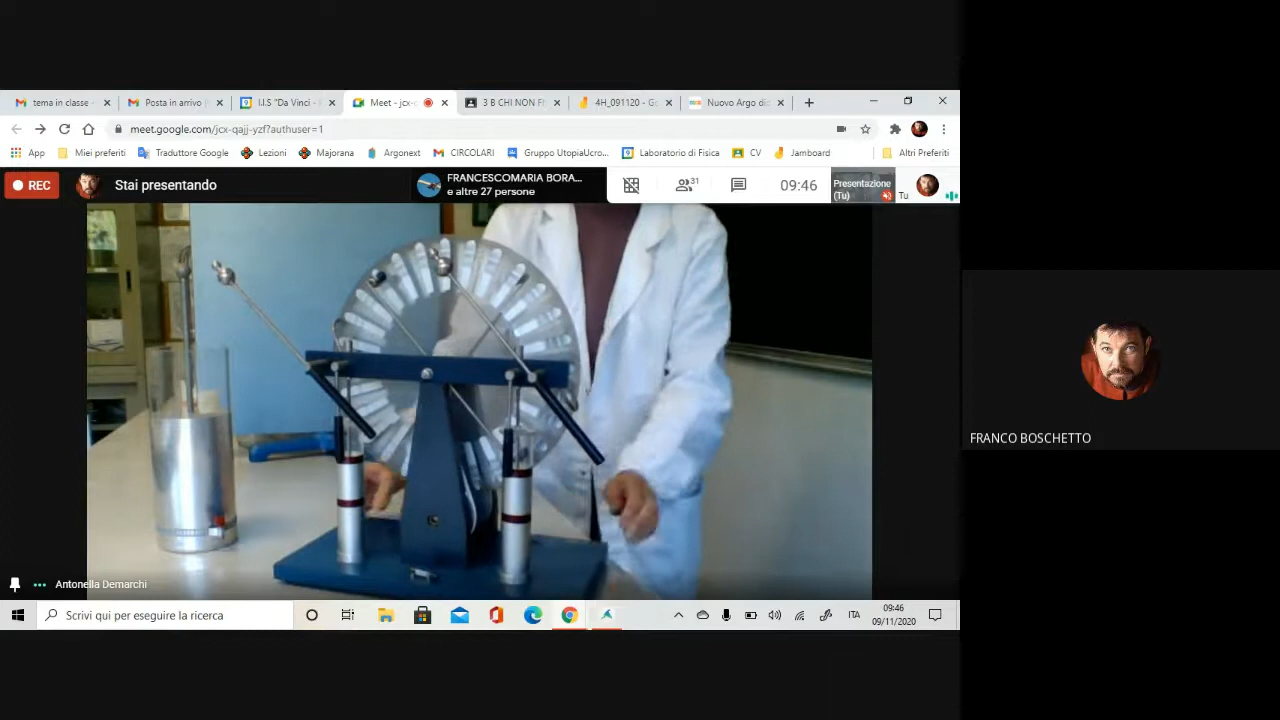 tema in classe -
Posta in arrivo
I.I.S "Da Vinci" -
Meet - jcx-
3 B CHI NON F
4H_091120 - Go
Nuovo Argo di
meet.google.com/jcx-qajj-yzf?authuser=1
App
Miei preferiti
Traduttore Google
Lezioni
Majorana
Argonext
CIRCOLARI
Gruppo UtopiaUcro...
Laboratorio di Fisica
CV
Jamboard
Altri Preferiti
REC
Stai presentando
FRANCESCOMARIA BORA...
e altre 27 persone
31
09:46
Presentazione
(Tu)
Tu
FRANCO BOSCHETTO
Antonella Demarchi
Scrivi qui per eseguire la ricerca
ITA
09:46
09/11/2020